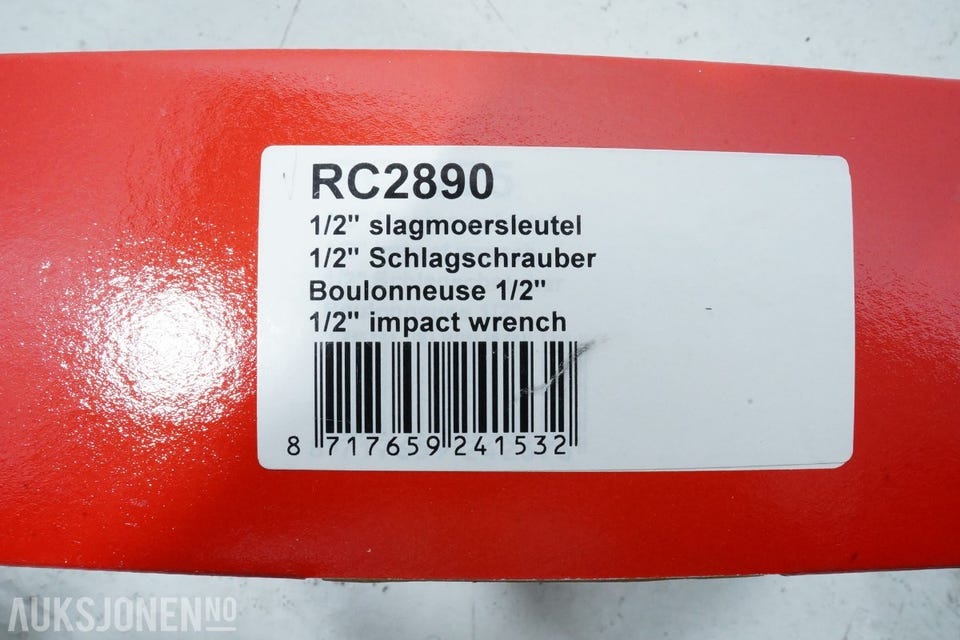 RC2890
1/2" slagmoersleutel
1/2" Schlagschrauber
Boulonneuse 1/2"
1/2" impact wrench
8 717659 241532
AUKSJONEN NO